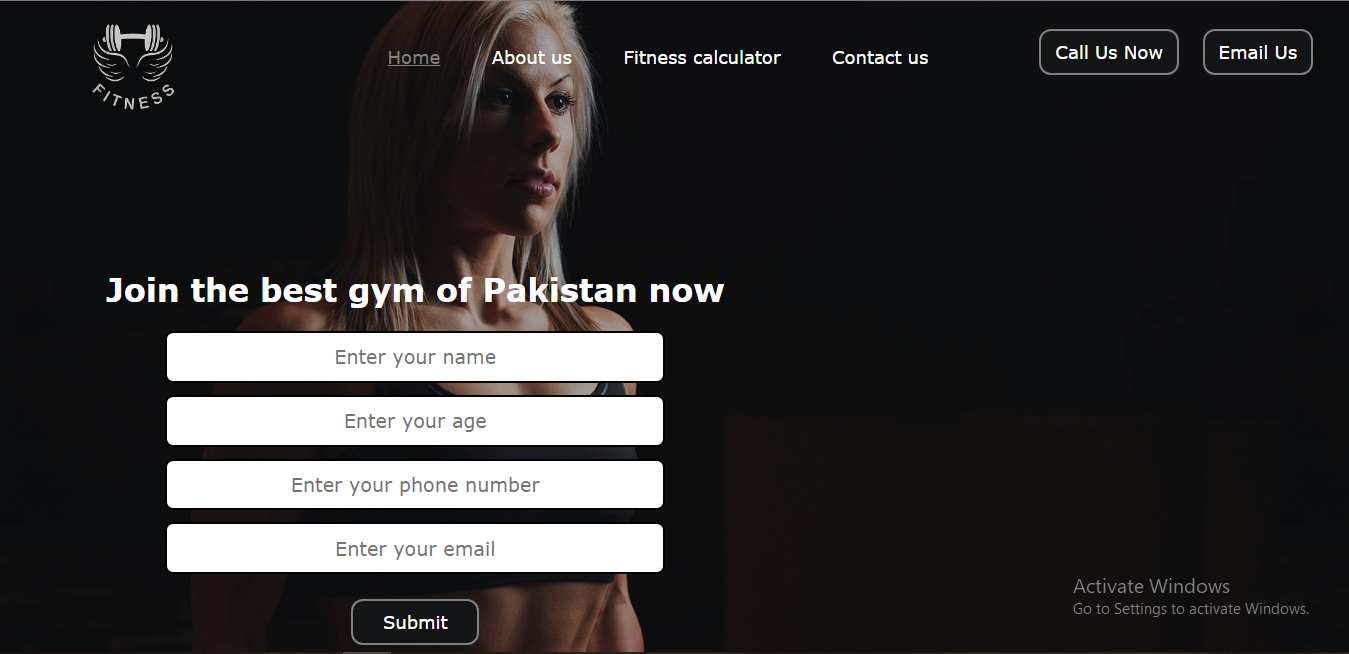 FITNESS
Home About us Fitness calculator Contact us
Call Us Now Email Us
Join the best gym of Pakistan now
Enter your name
Enter your age
Enter your phone number
Enter your email
Submit
Activate Windows
Go to Settings to activate Windows.